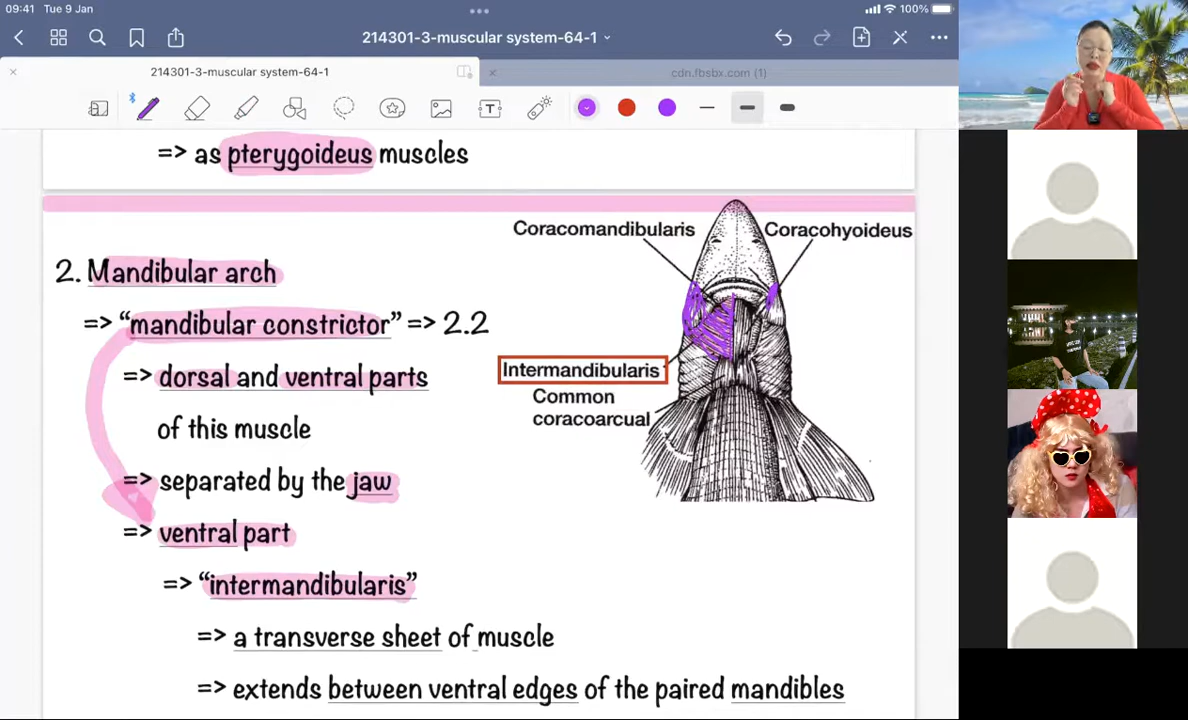 09:41 Tue 9 Jan
100%
214301-3-muscular system-64-1
214301-3-muscular system-64-1
cdn.fbsbx.com (1)
=> as pterygoideus muscles
Coracomandibularis
Coracohyoideus
2. Mandibular arch
=> “mandibular constrictor” => 2.2
=> dorsal and ventral parts
of this muscle
=> separated by the jaw
=> ventral part
=> “intermandibularis”
=> a transverse sheet of muscle
=> extends between ventral edges of the paired mandibles
Intermandibularis
Common
coracoarcual